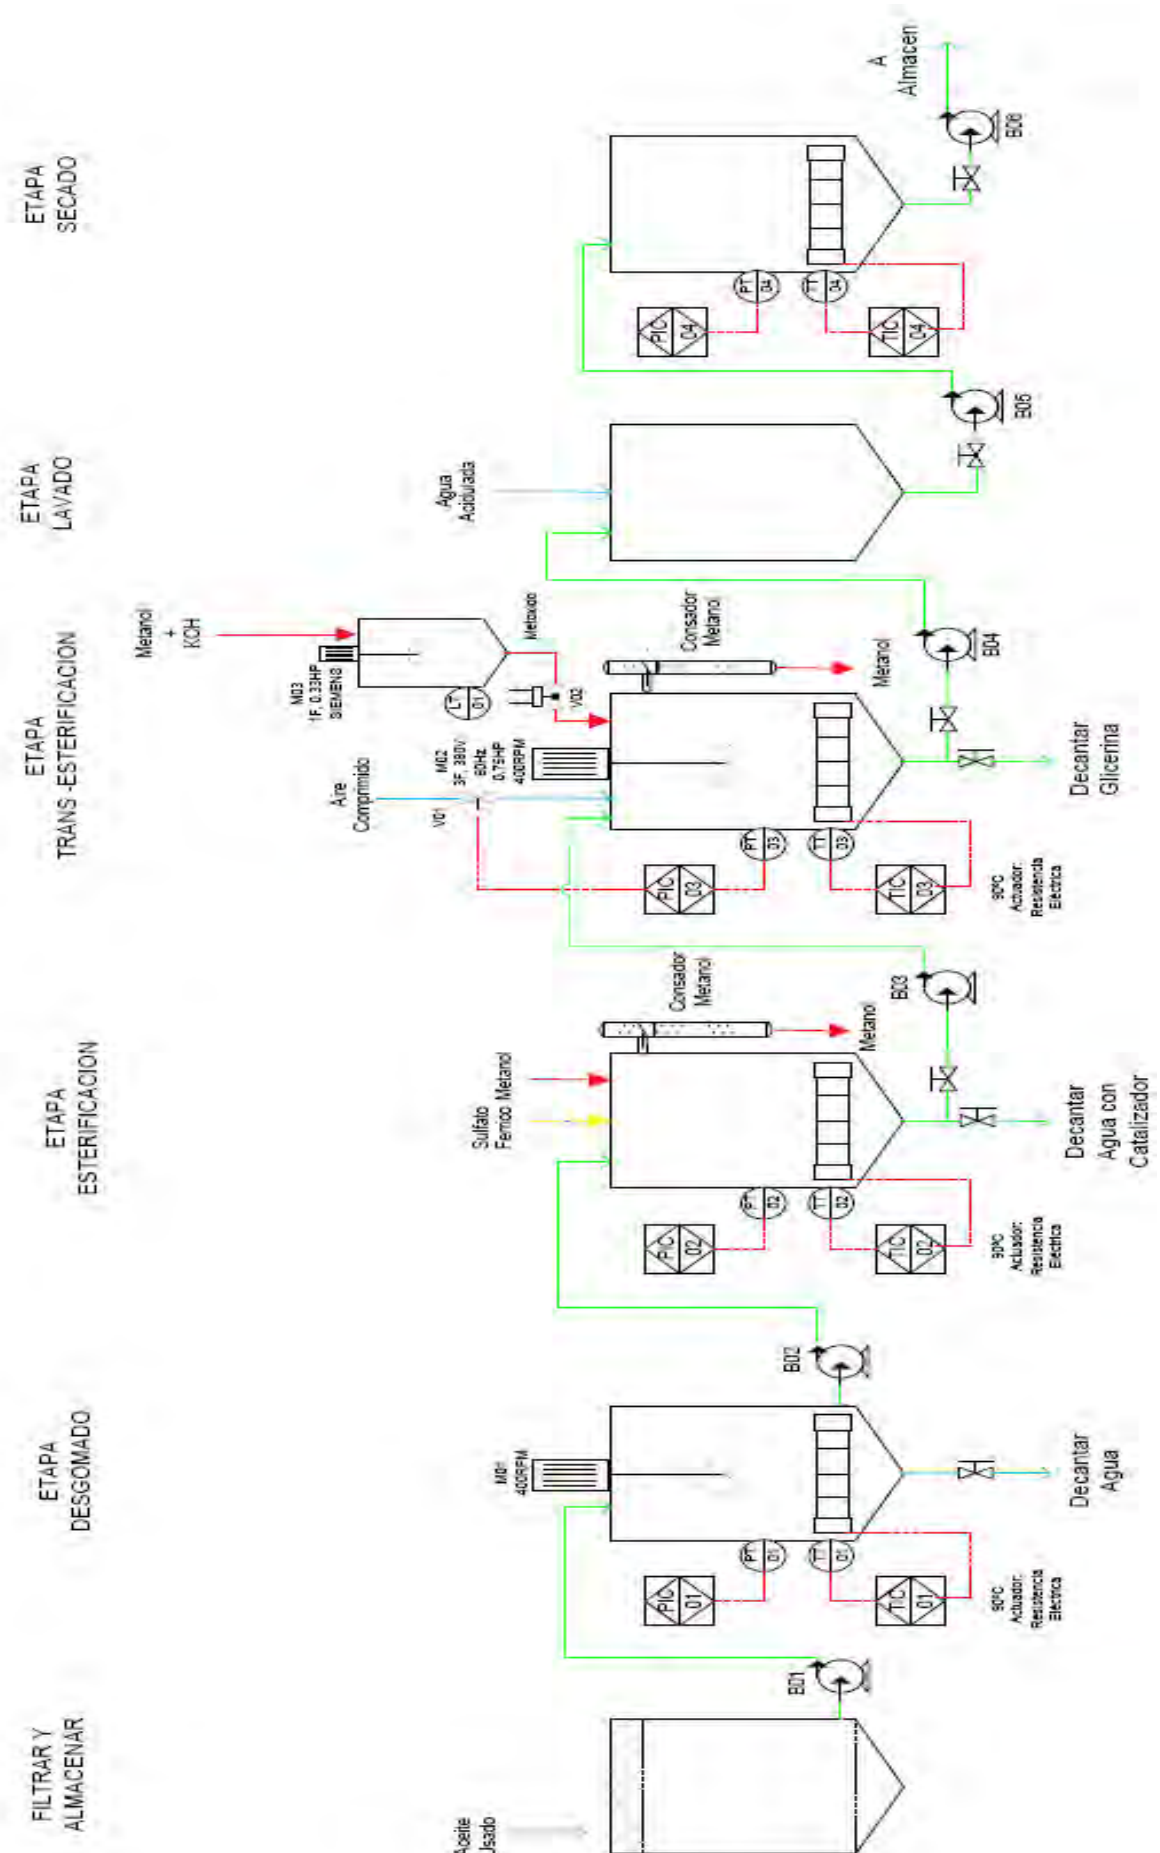 FILTRAR Y
ALMACENAR
Aceite
Usado
B01
ETAPA
DESGOMADO
M01
400RPM
PIC
01
PT
01
TT
01
TIC
01
90ºC
Actuador:
Resistencia
Electrica
Decantar
Agua
B02
ETAPA
ESTERIFICACION
Sulfato
Ferrico Metanol
Consador
Metanol
Metanol
PIC
02
PT
02
TT
02
TIC
02
90ºC
Actuador:
Resistencia
Electrica
Decantar
Agua con
Catalizador
B03
ETAPA
TRANS-ESTERIFICACION
Metanol
+
KOH
M03
1F, 0.33HP
SIEMENS
LT
01
Metoxido
V02
Aire
Comprimido
V01
M02
3F, 380V
60Hz
0.75HP
400RPM
Consador
Metanol
Metanol
PIC
03
PT
03
TT
03
TIC
03
90ºC
Actuador:
Resistencia
Electrica
Decantar
Glicerina
B04
ETAPA
LAVADO
Agua
Acidulada
B05
ETAPA
SECADO
PIC
04
PT
04
TT
04
TIC
04
B06
A
Almacen